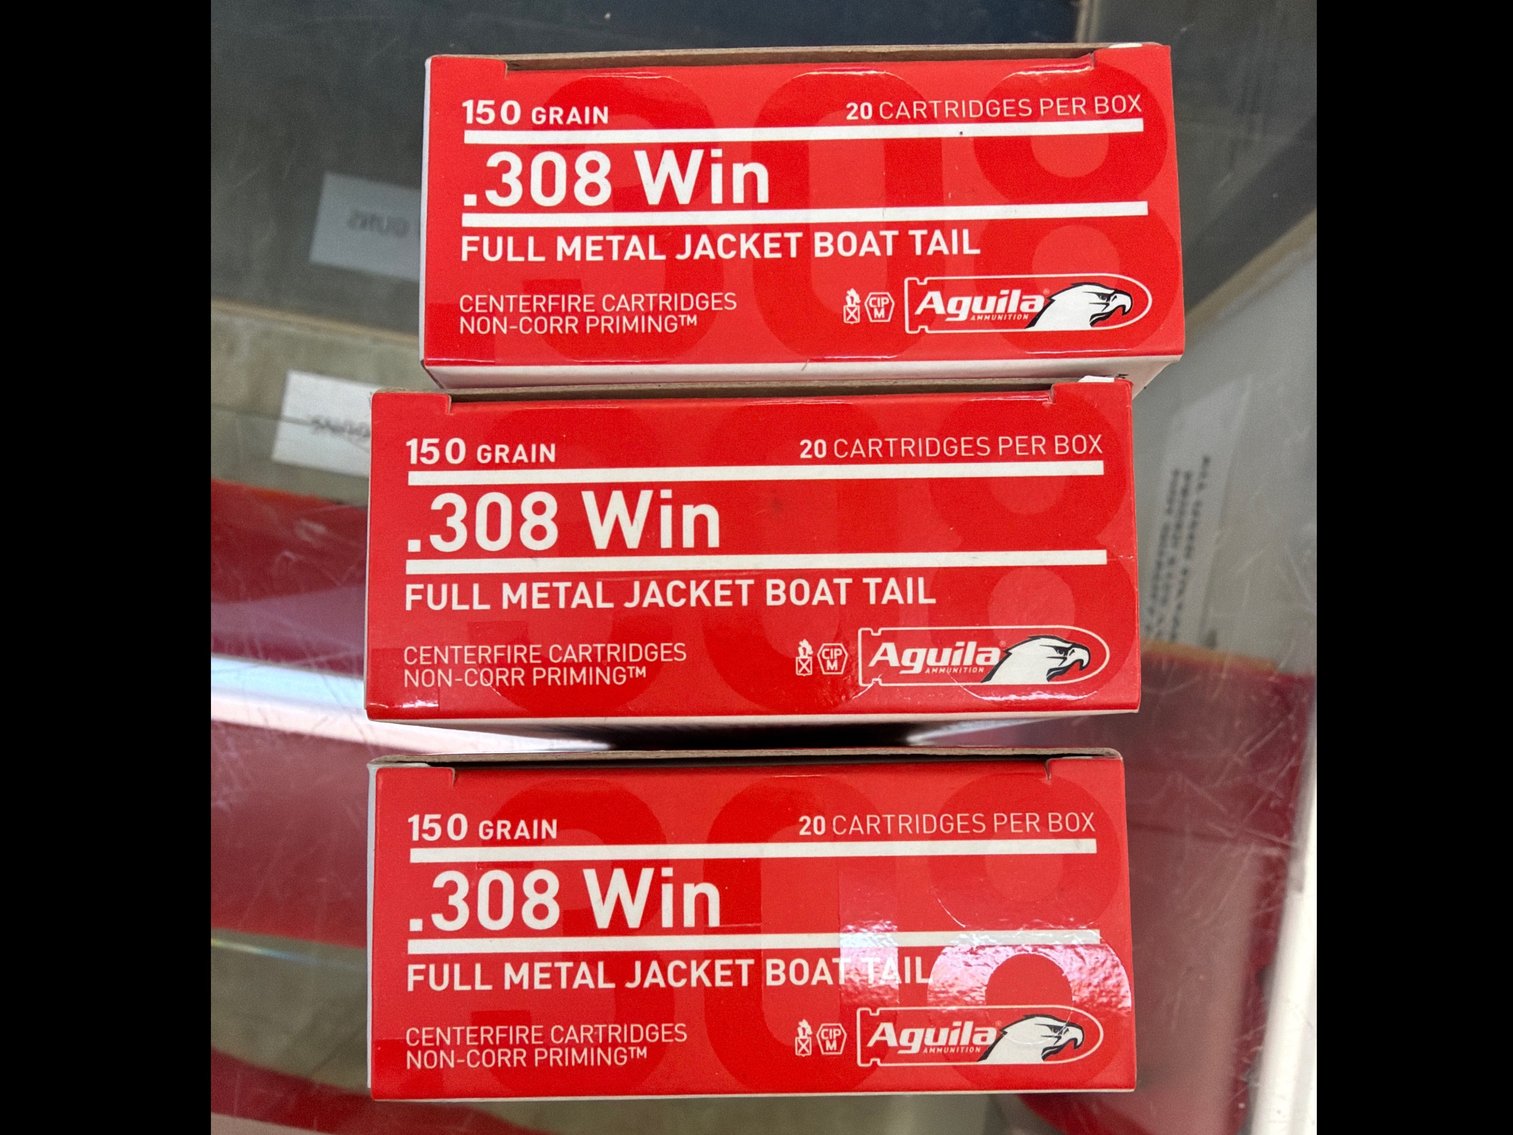 150 GRAIN
20 CARTRIDGES PER BOX
.308 Win
FULL METAL JACKET BOAT TAIL
CENTERFIRE CARTRIDGES
NON-CORR PRIMING™
CIP
M
Aguila
AMMUNITION
150 GRAIN
20 CARTRIDGES PER BOX
.308 Win
FULL METAL JACKET BOAT TAIL
CENTERFIRE CARTRIDGES
NON-CORR PRIMING™
CIP
M
Aguila
AMMUNITION
150 GRAIN
20 CARTRIDGES PER BOX
.308 Win
FULL METAL JACKET BOAT TAIL
CENTERFIRE CARTRIDGES
NON-CORR PRIMING™
CIP
M
Aguila
AMMUNITION
GUNS